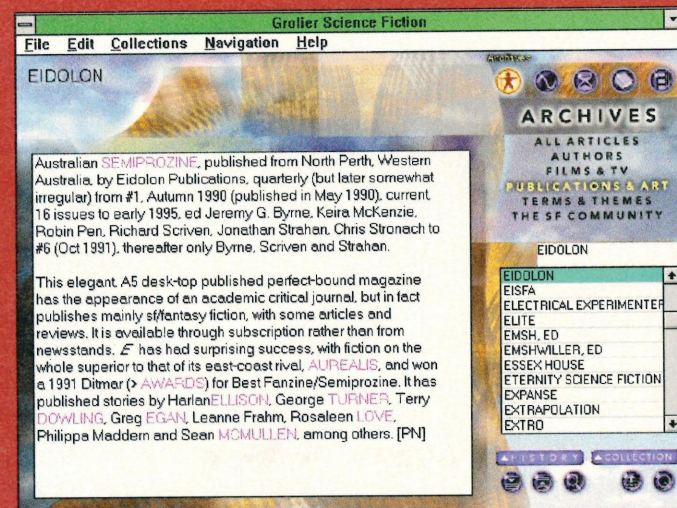 Grolier Science Fiction
File Edit Collections Navigation Help
EIDOLON
Archives
ARCHIVES
ALL ARTICLES
AUTHORS
FILMS & TV
PUBLICATIONS & ART
TERMS & THEMES
THE SF COMMUNITY
Australian SEMIPROZINE, published from North Perth, Western
Australia, by Eidolon Publications, quarterly (but later somewhat
irregular) from #1, Autumn 1990 (published in May 1990), current,
16 issues to early 1995, ed Jeremy G. Byrne, Keira McKenzie,
Robin Pen, Richard Scriven, Jonathan Strahan, Chris Stronach to
#6 (Oct 1991), thereafter only Byrne, Scriven and Strahan.
This elegant A5 desk-top published perfect-bound magazine
has the appearance of an academic critical journal, but in fact
publishes mainly sf/fantasy fiction, with some articles and
reviews. It is available through subscription rather than from
newsstands. E has had surprising success, with fiction on the
whole superior to that of its east-coast rival, AUREALIS, and won
a 1991 Ditmar (> AWARDS) for Best Fanzine/Semiprozine. It has
published stories by HarlanELLISON, George TURNER, Terry
DOWLING, Greg EGAN, Leanne Frahm, Rosaleen LOVE,
Philippa Maddern and Sean MCMULLEN, among others. [PN]
EIDOLON
EIDOLON
EISFA
ELECTRICAL EXPERIMENTER
ELITE
EMSH, ED
EMSHWILLER, ED
ESSEX HOUSE
ETERNITY SCIENCE FICTION
EXPANSE
EXTRAPOLATION
EXTRO
HISTORY COLLECTION